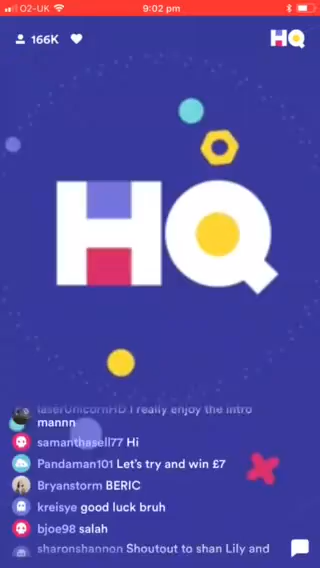 O2-UK 9:02 pm
166K HQ
HQ
laserUnicornHD I really enjoy the intro
mannn
samanthasell77 Hi
Pandaman101 Let's try and win £7
Bryanstorm BERIC
kreisye good luck bruh
bjoe98 salah
sharonshannon Shoutout to shan Lily and